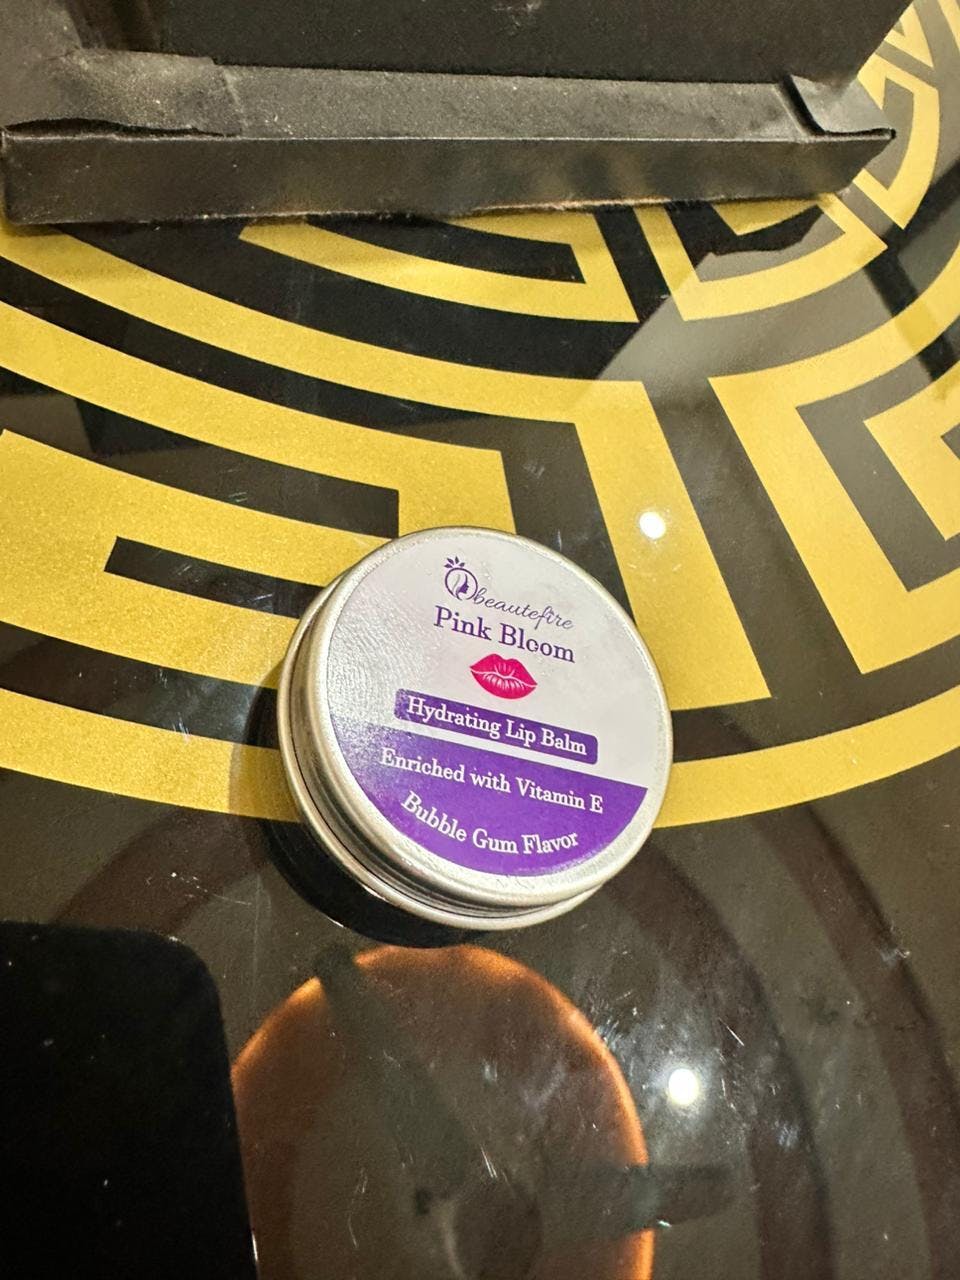 beautefire
Pink Bloom
Hydrating Lip Balm
Enriched with Vitamin E
Bubble Gum Flavor